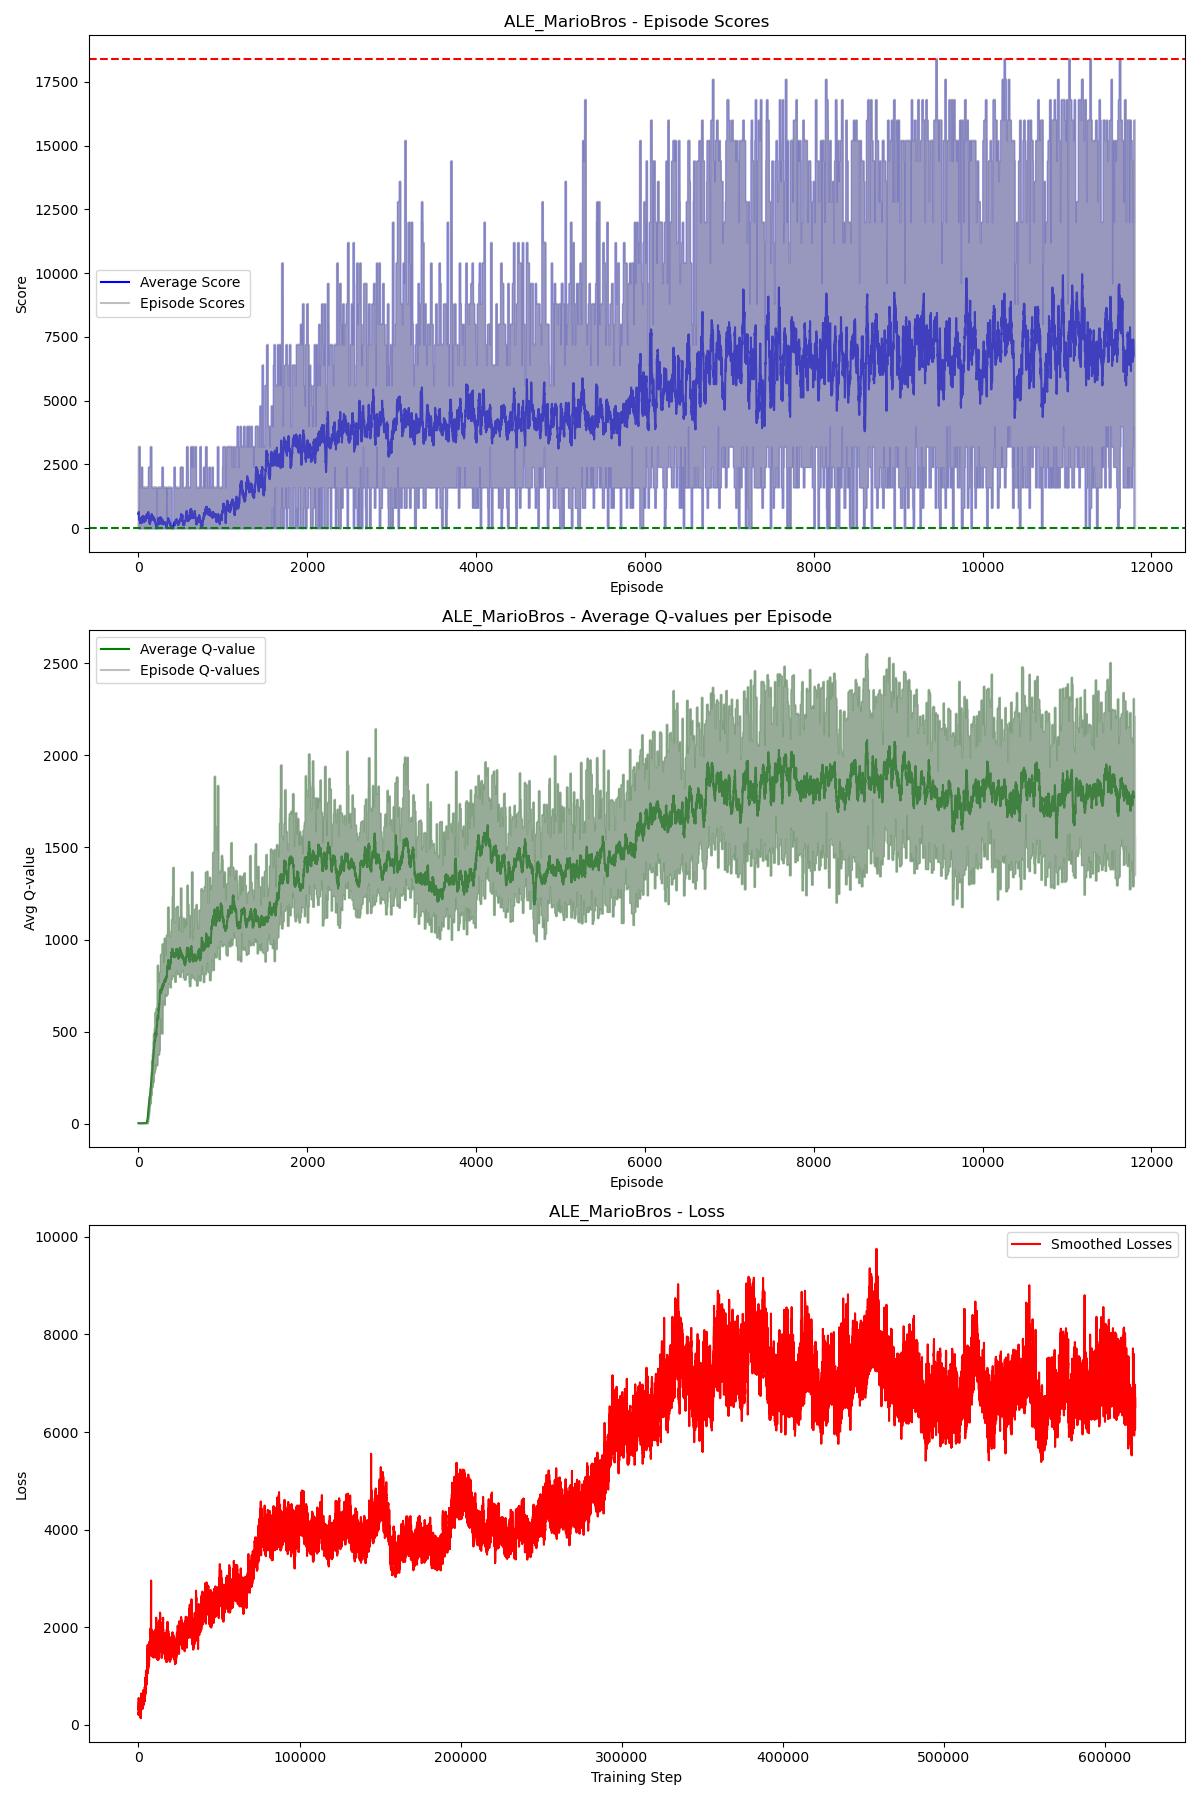 ALE_MarioBros - Episode Scores
17500
15000
12500
10000
7500
5000
2500
0
Score
Average Score
Episode Scores
0 2000 4000 6000 8000 10000 12000
Episode
ALE_MarioBros - Average Q-values per Episode
2500
2000
1500
1000
500
0
Avg Q-value
Average Q-value
Episode Q-values
0 2000 4000 6000 8000 10000 12000
Episode
ALE_MarioBros - Loss
10000
8000
6000
4000
2000
0
Loss
Smoothed Losses
0 100000 200000 300000 400000 500000 600000
Training Step